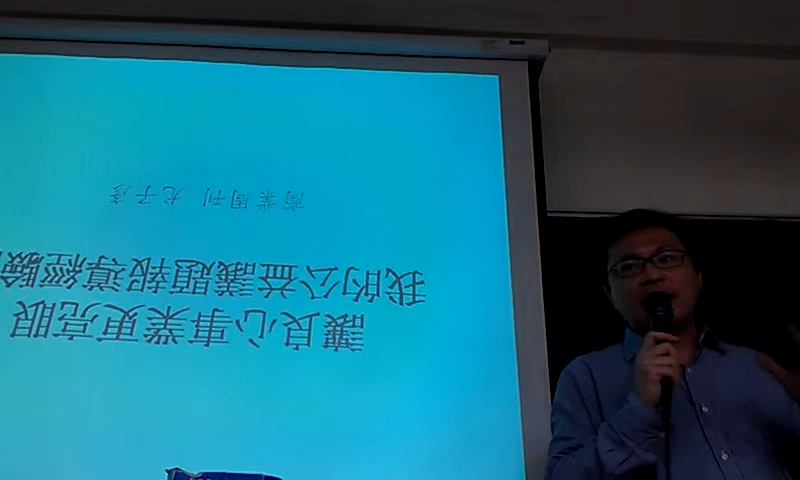 讓良心事業更亮眼
我的公益議題報導經驗
商業周刊 尤子彥